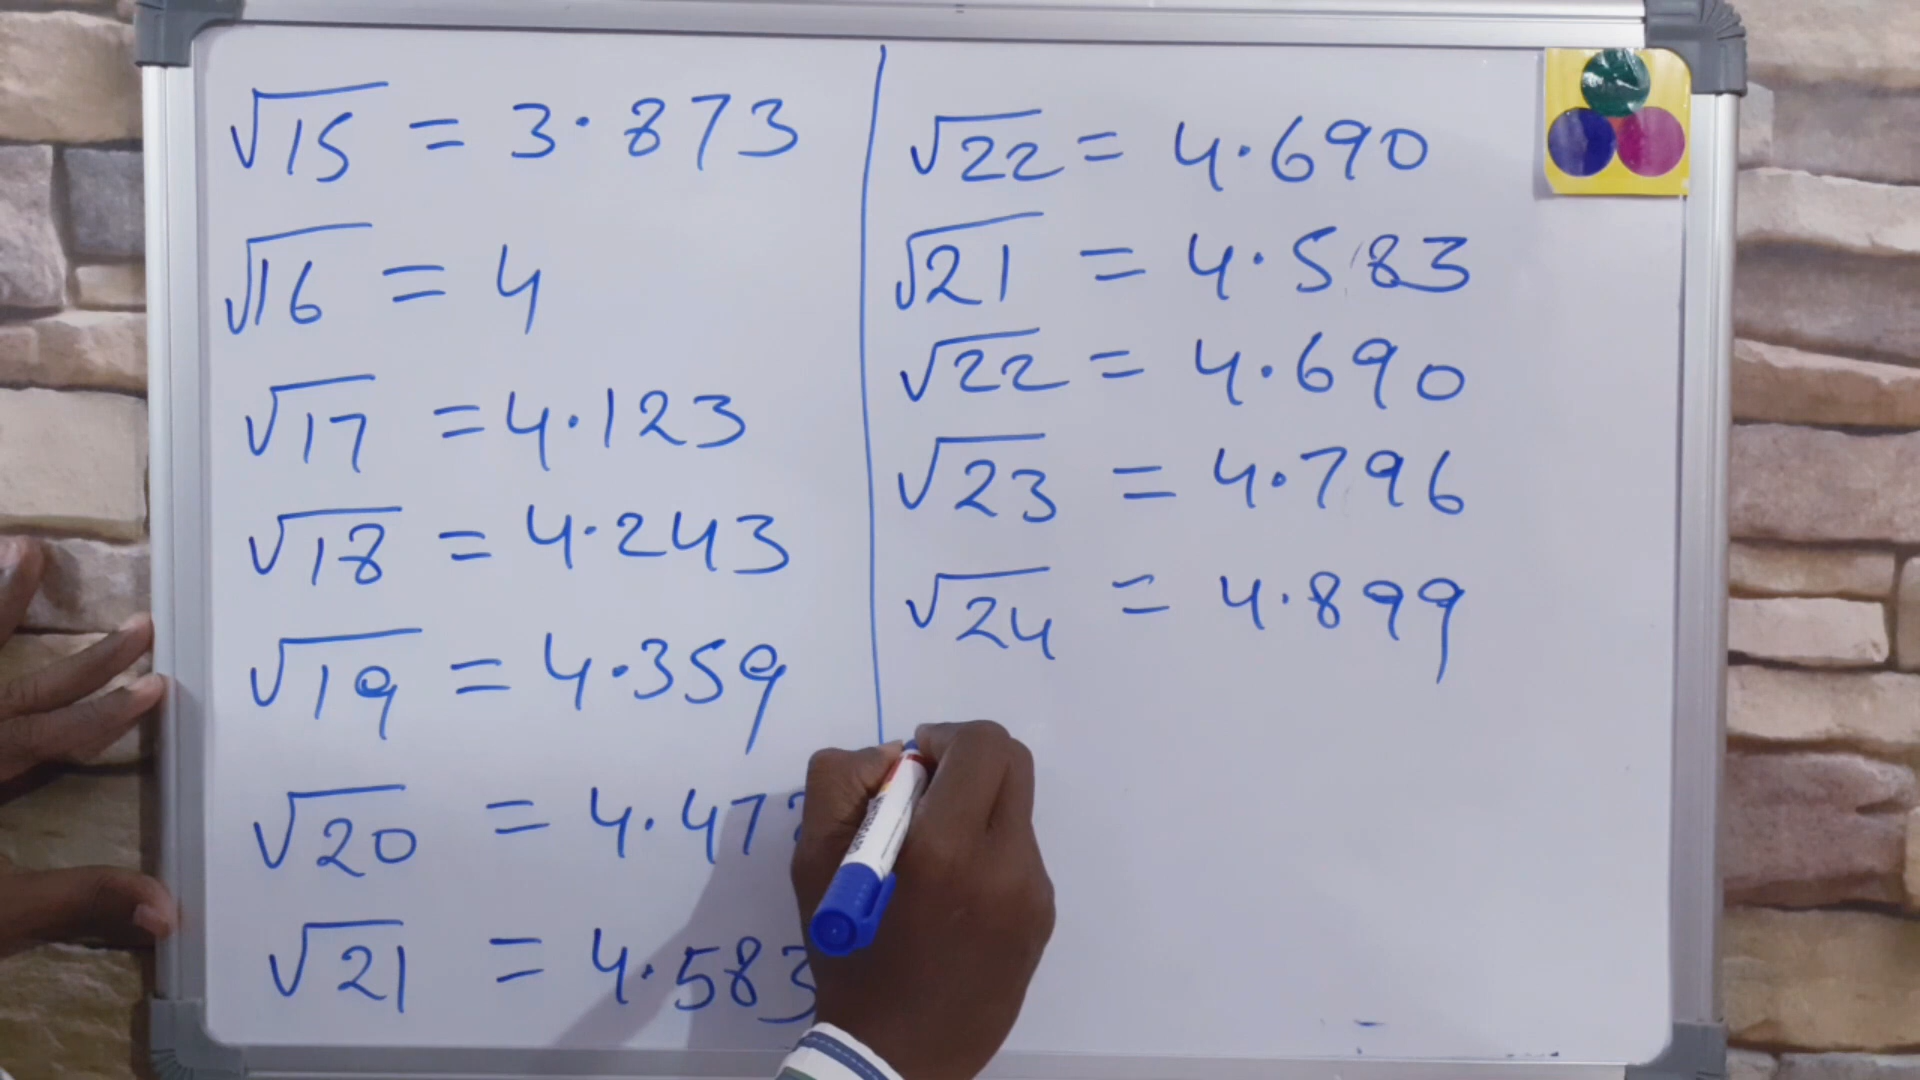 √15 = 3.873
√16 = 4
√17 = 4.123
√18 = 4.243
√19 = 4.359
√20 = 4.47
√21 = 4.583
√22 = 4.690
√21 = 4.583
√22 = 4.690
√23 = 4.796
√24 = 4.899